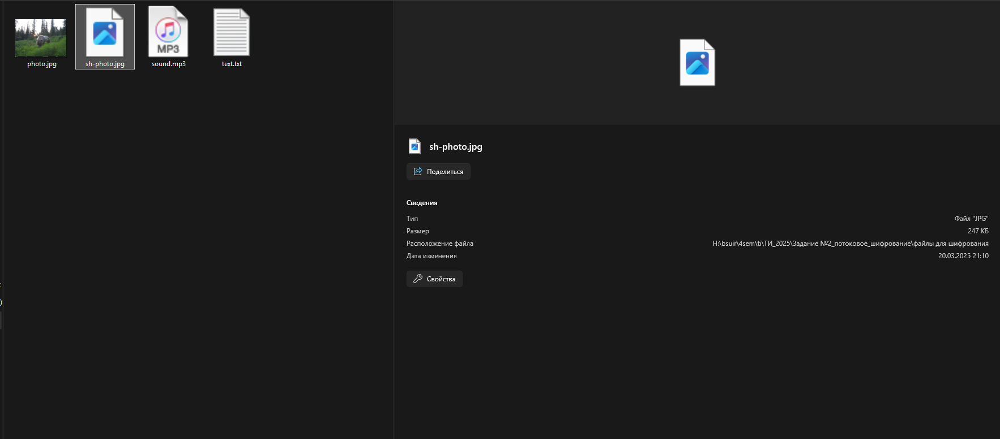 MP3
photo.jpg
sh-photo.jpg
sound.mp3
text.txt
sh-photo.jpg
Поделиться
Сведения
Тип Файл "JPG"
Размер 247 КБ
Расположение файла H:\bsuir\4sem\ti\ТИ_2025\Задание №2_потоковое_шифрование\файлы для шифрования
Дата изменения 20.03.2025 21:10
Свойства
)